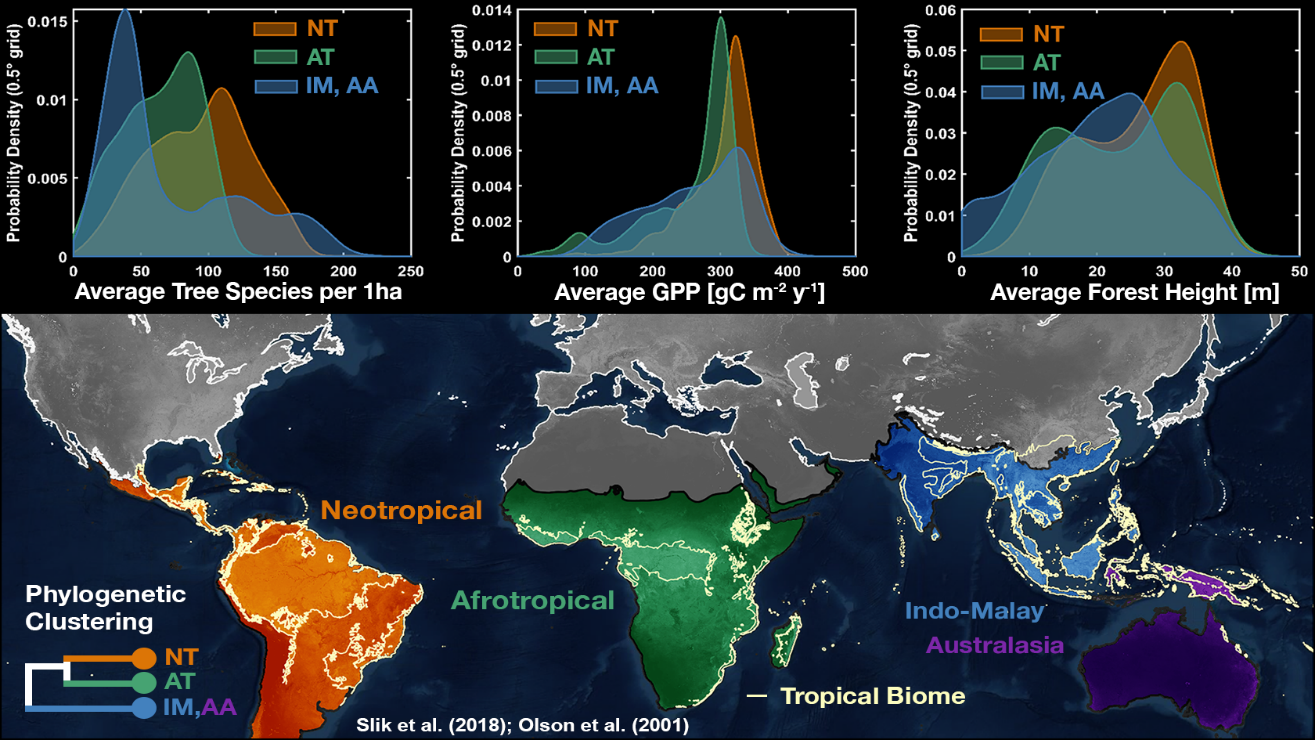 Probability Density (0.5° grid)
0.015
0.01
0.005
0
NT
AT
IM, AA
0 50 100 150 200 250
Average Tree Species per 1ha
Probability Density (0.5° grid)
0.014
0.012
0.01
0.008
0.006
0.004
0.002
0
NT
AT
IM, AA
0 100 200 300 400 500
Average GPP [gC m⁻² y⁻¹]
Probability Density (0.5° grid)
0.06
0.05
0.04
0.03
0.02
0.01
0
NT
AT
IM, AA
0 10 20 30 40 50
Average Forest Height [m]
Neotropical
Afrotropical
Indo-Malay
Australasia
Phylogenetic
Clustering
NT
AT
IM,AA
Tropical Biome
Slik et al. (2018); Olson et al. (2001)